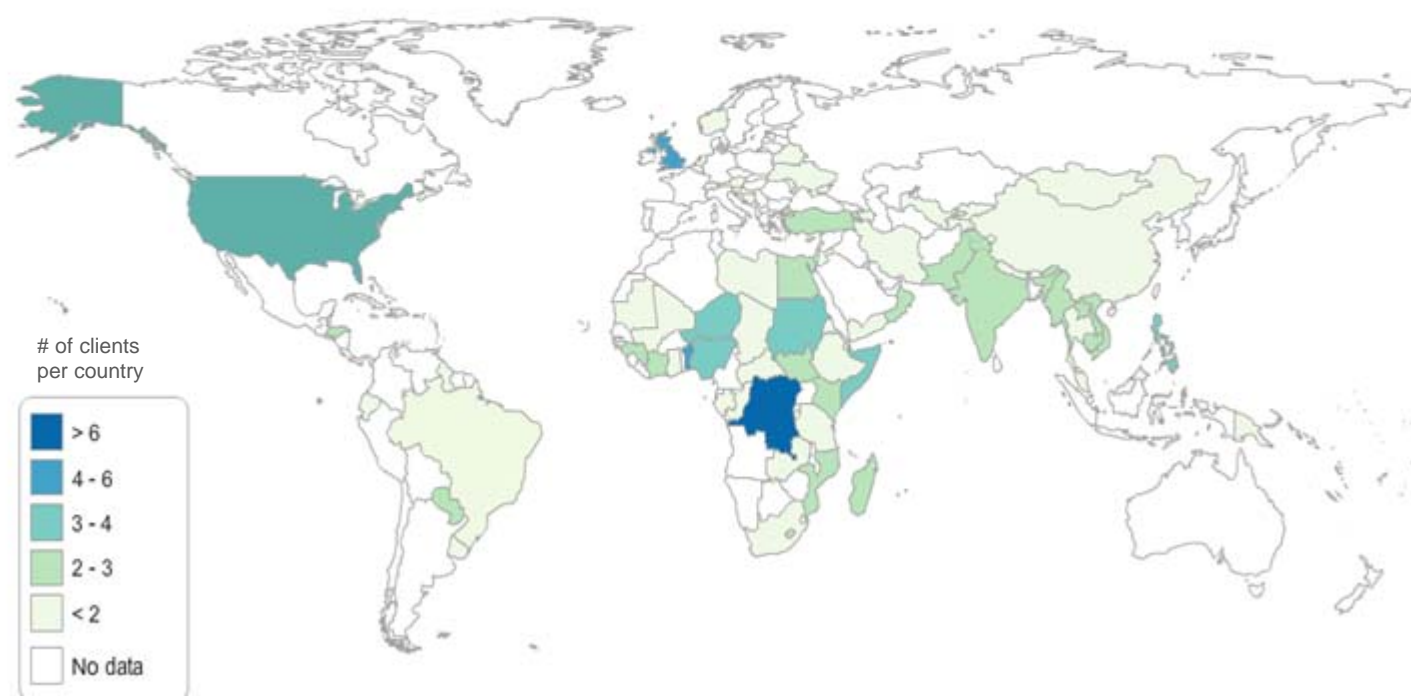 # of clients
per country
> 6
4 - 6
3 - 4
2 - 3
< 2
No data